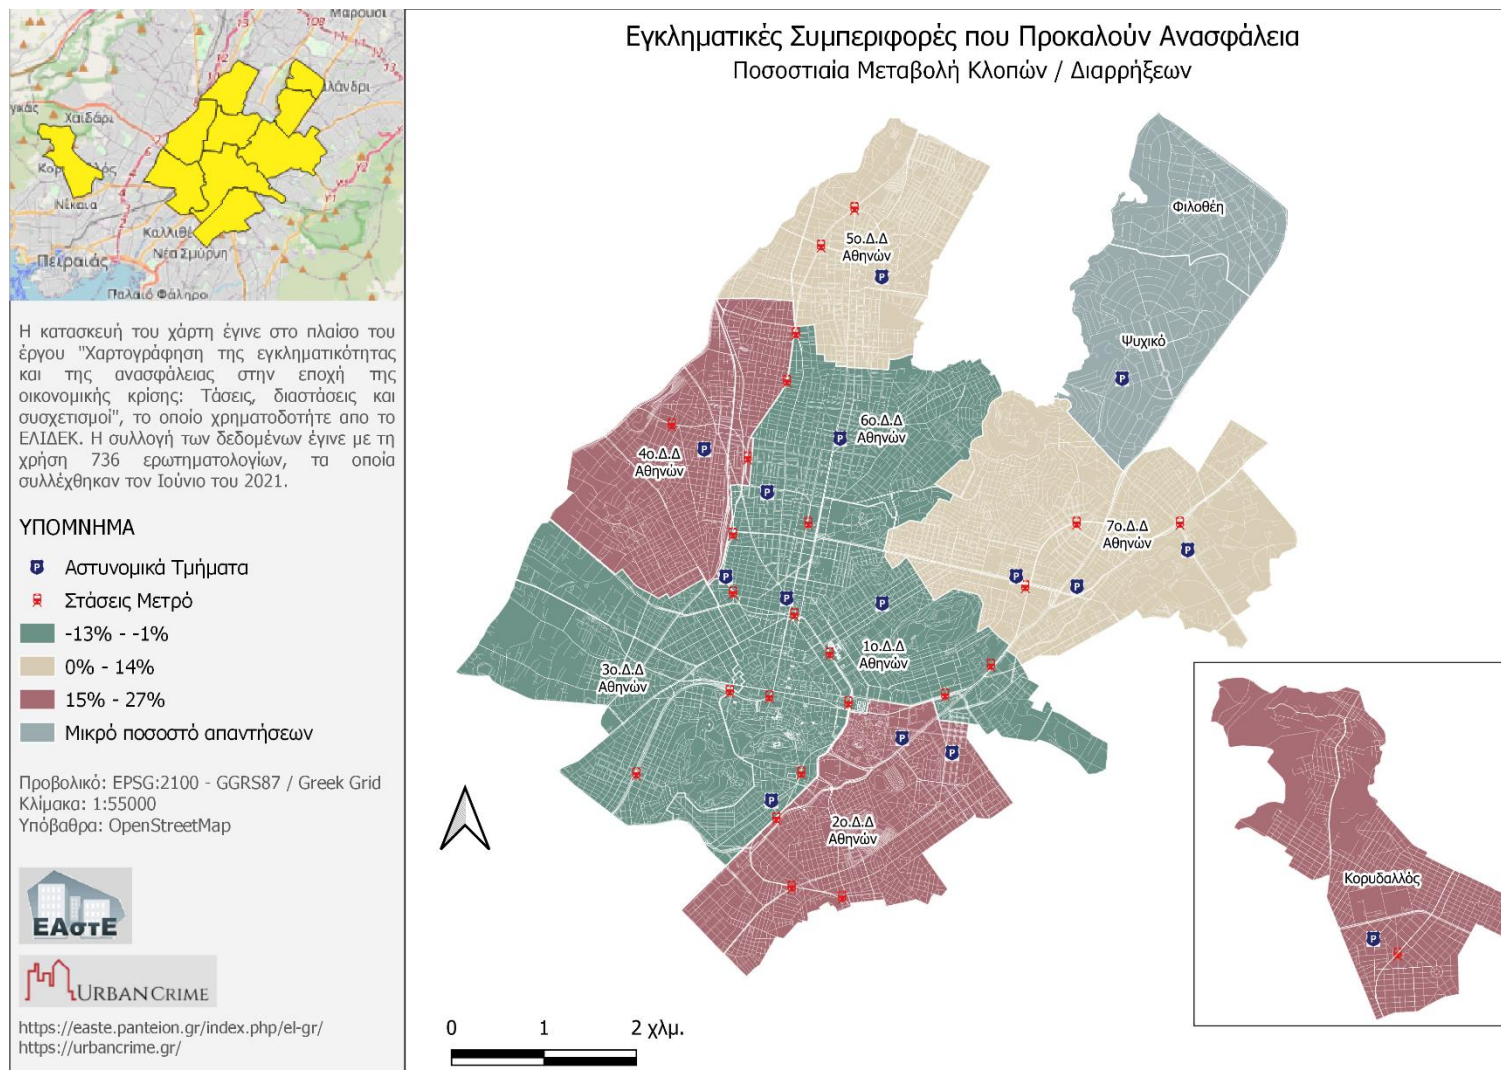 Εγκληματικές Συμπεριφορές που Προκαλούν Ανασφάλεια
Ποσοστιαία Μεταβολή Κλοπών / Διαρρήξεων
Μαρούσι
Χαϊδάρι
Νίκαια
Καλλιθέ
Νέα Σμύρνη
Πειραιάς
Παλαιό Φάληρο
λάνδρι
Η κατασκευή του χάρτη έγινε στο πλαίσο του
έργου "Χαρτογράφηση της εγκληματικότητας
και της ανασφάλειας στην εποχή της
οικονομικής κρίσης: Τάσεις, διαστάσεις και
συσχετισμοί", το οποίο χρηματοδοτήτε απο το
ΕΛΙΔΕΚ. Η συλλογή των δεδομένων έγινε με τη
χρήση 736 ερωτηματολογίων, τα οποία
συλλέχθηκαν τον Ιούνιο του 2021.
ΥΠΟΜΝΗΜΑ
Αστυνομικά Τμήματα
Στάσεις Μετρό
-13% - -1%
0% - 14%
15% - 27%
Μικρό ποσοστό απαντήσεων
Προβολικό: EPSG:2100 - GGRS87 / Greek Grid
Κλίμακα: 1:55000
Υπόβαθρα: OpenStreetMap
ΕΑστΕ
URBANCRIME
https://easte.panteion.gr/index.php/el-gr/
https://urbancrime.gr/
Φιλοθέη
Ψυχικό
5ο.Δ.Δ
Αθηνών
6ο.Δ.Δ
Αθηνών
4ο.Δ.Δ
Αθηνών
7ο.Δ.Δ
Αθηνών
1ο.Δ.Δ
Αθηνών
3ο.Δ.Δ
Αθηνών
2ο.Δ.Δ
Αθηνών
Κορυδαλλός
0 1 2 χλμ.